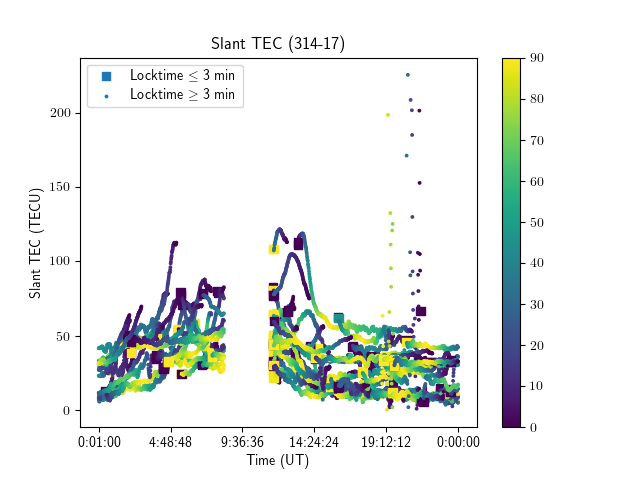 Slant TEC (314-17)
Locktime ≤ 3 min
Locktime ≥ 3 min
Slant TEC (TECU)
200
150
100
50
0
0:01:00 4:48:48 9:36:36 14:24:24 19:12:12 0:00:00
Time (UT)
90
80
70
60
50
40
30
20
10
0